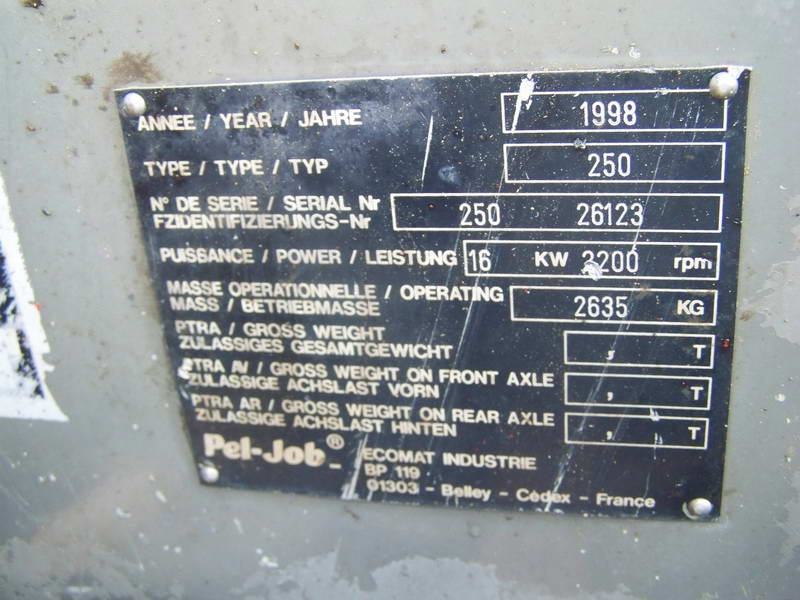 ANNEE / YEAR / JAHRE 1998
TYPE / TYPE / TYP 250
N° DE SERIE / SERIAL Nr 250 26123
FZIDENTIFIZIERUNGS-Nr
PUISSANCE / POWER / LEISTUNG 16 KW 3200 rpm
MASSE OPERATIONNELLE / OPERATING
MASS / BETRIEBMASSE 2635 KG
PTRA / GROSS WEIGHT
ZULASSIGES GESAMTGEWICHT , T
PTRA AV / GROSS WEIGHT ON FRONT AXLE
ZULASSIGE ACHSLAST VORN , T
PTRA AR / GROSS WEIGHT ON REAR AXLE
ZULASSIGE ACHSLAST HINTEN , T
Pel-Job® ECOMAT INDUSTRIE
BP 119
01303 - Belley - Cédex - France